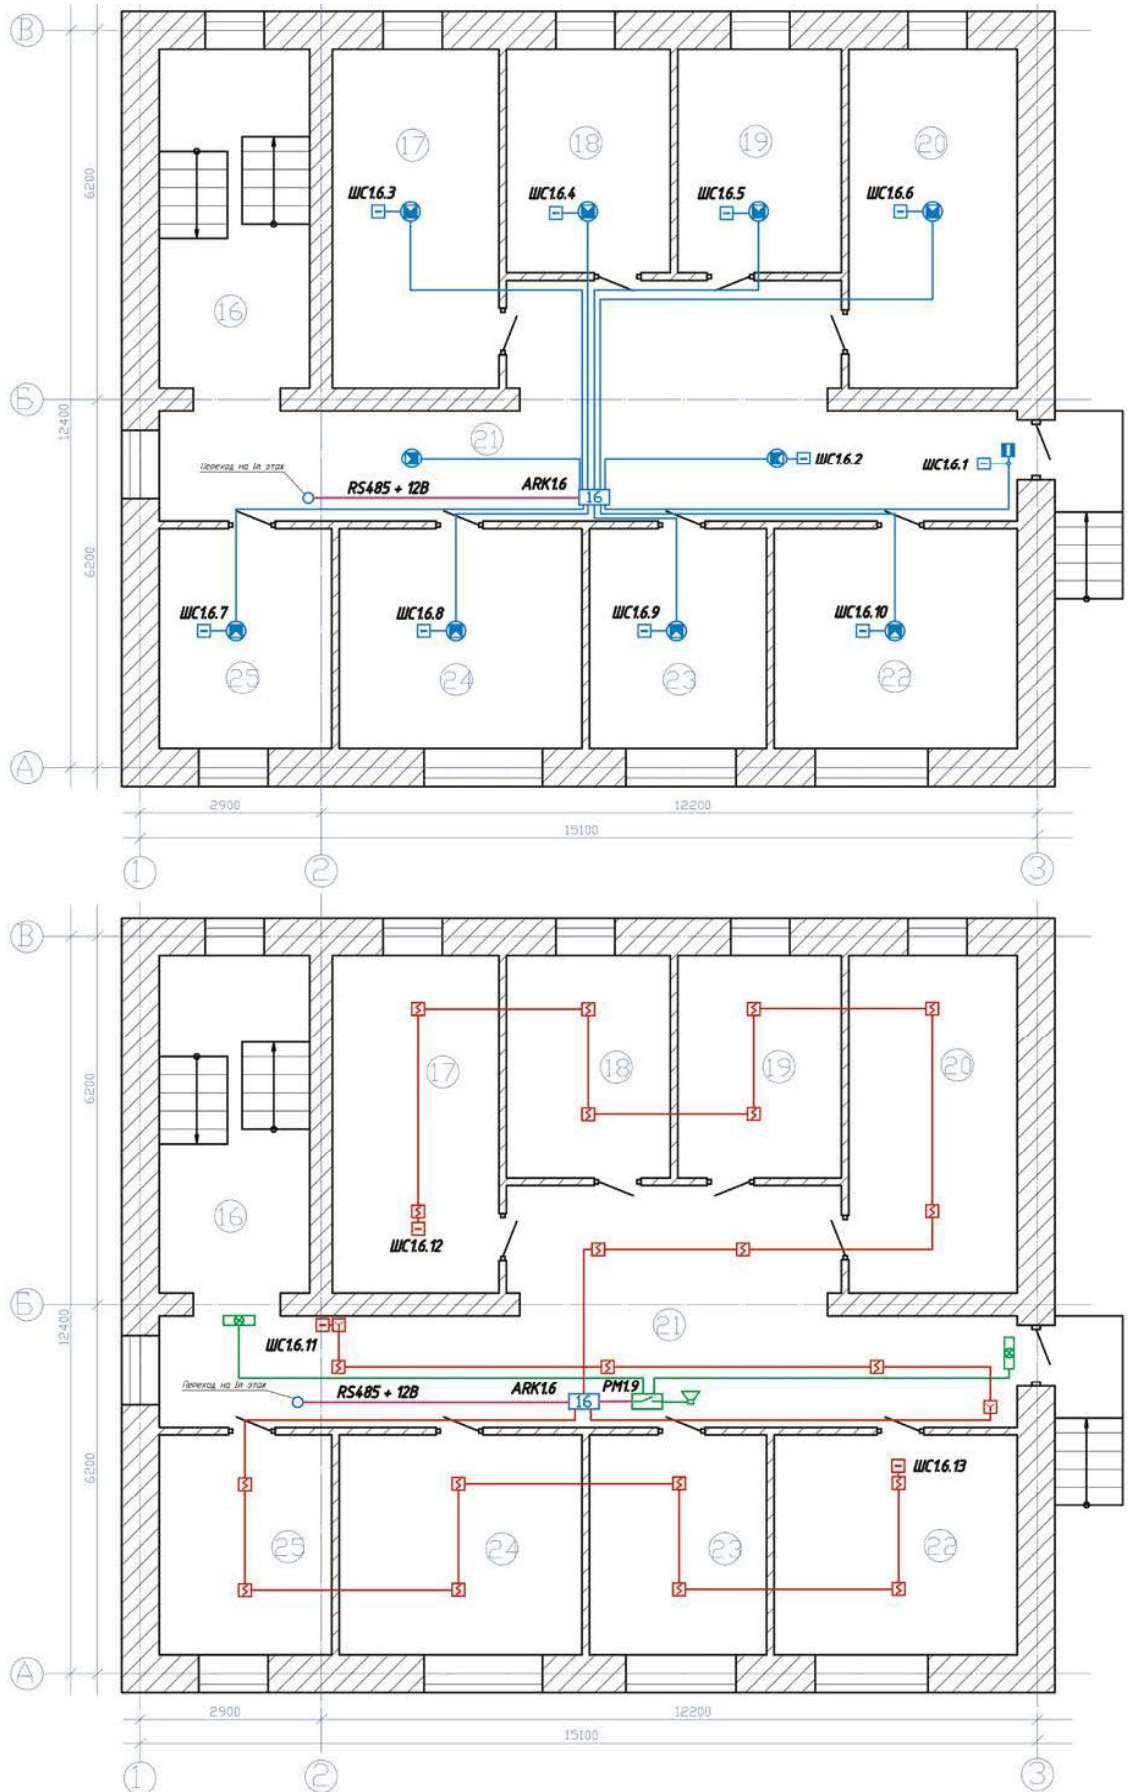 В
17
18
19
20
ШС1.6.3
ШС1.6.4
ШС1.6.5
ШС1.6.6
6200
16
Б
12400
21
ШС1.6.2
ШС1.6.1
Переход на 1й этаж
RS485 + 12В
ARK1.6
16
6200
ШС1.6.7
ШС1.6.8
ШС1.6.9
ШС1.6.10
25
24
23
22
А
2900
12200
15100
1
2
3
В
17
18
19
20
6200
16
ШС1.6.12
Б
12400
21
ШС1.6.11
Переход на 1й этаж
RS485 + 12В
ARK1.6
16
РМ1.9
6200
ШС1.6.13
25
24
23
22
А
2900
12200
15100
1
2
3